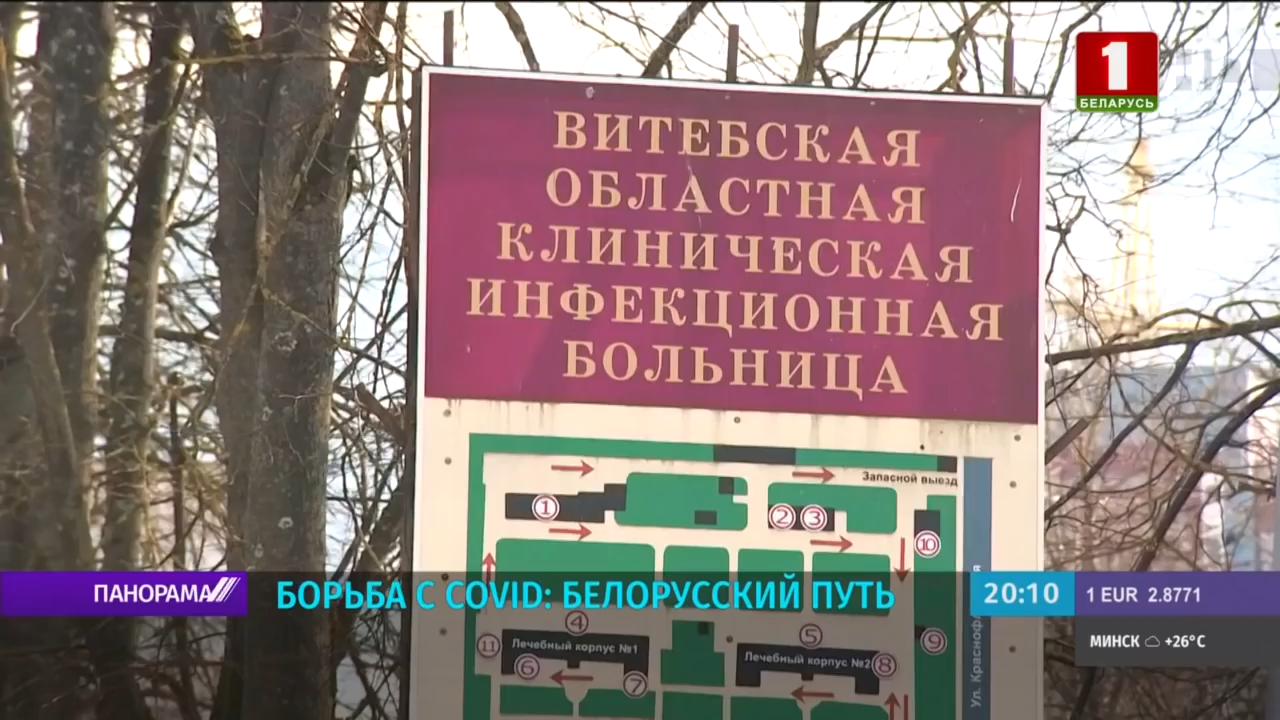 1
БЕЛАРУСЬ
ВИТЕБСКАЯ
ОБЛАСТНАЯ
КЛИНИЧЕСКАЯ
ИНФЕКЦИОННАЯ
БОЛЬНИЦА
Запасной выезд
1
2 3
10
ПАНОРАМА
БОРЬБА С COVID: БЕЛОРУССКИЙ ПУТЬ
20:10
1 EUR 2.8771
МИНСК +26°C
4
5
9
11
Лечебный корпус №1
Лечебный корпус №2
6
7
8
Ул.